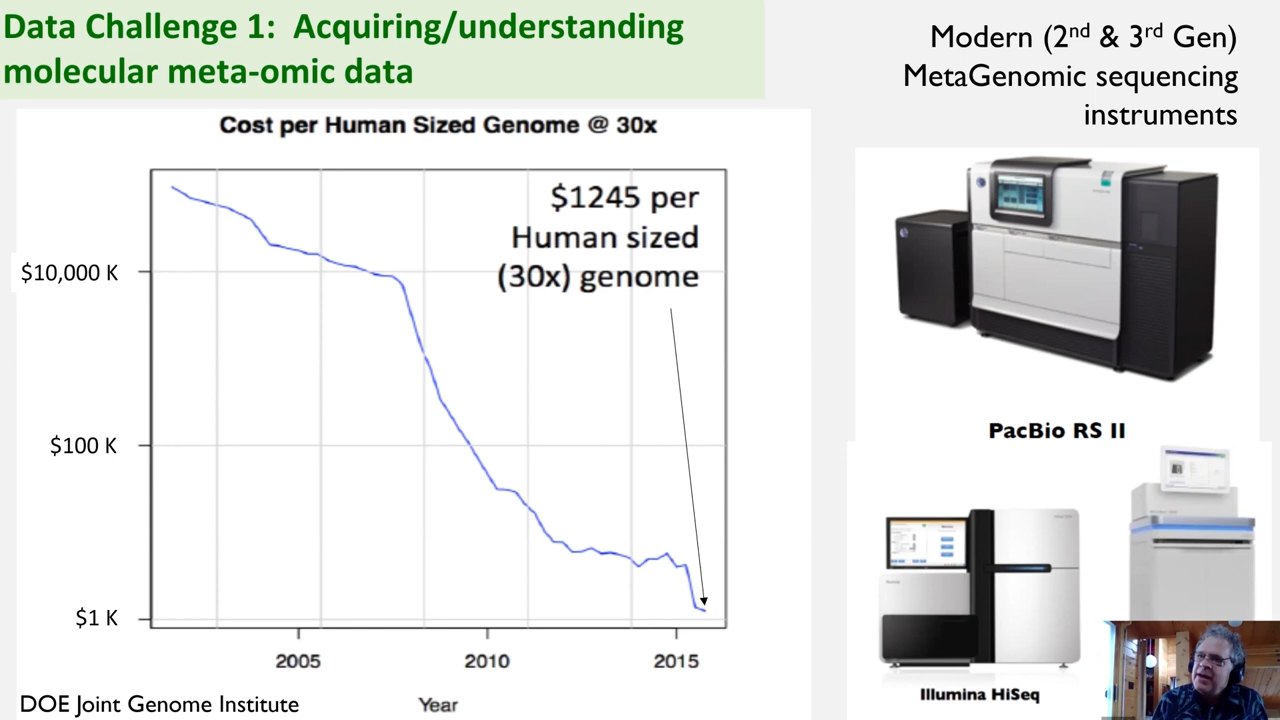 Data Challenge 1: Acquiring/understanding
molecular meta-omic data
Modern (2nd & 3rd Gen)
MetaGenomic sequencing
instruments
Cost per Human Sized Genome @ 30x
$1245 per
Human sized
(30x) genome
$10,000 K
$100 K
$1 K
2005
2010
2015
Year
DOE Joint Genome Institute
PacBio RS II
Illumina HiSeq